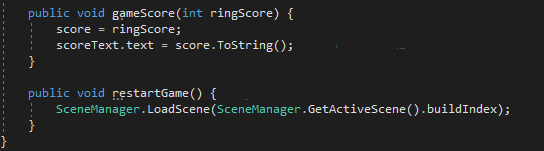 public void gameScore(int ringScore) {
score = ringScore;
scoreText.text = score.ToString();
}
public void restartGame() {
SceneManager.LoadScene(SceneManager.GetActiveScene().buildIndex);
}
}